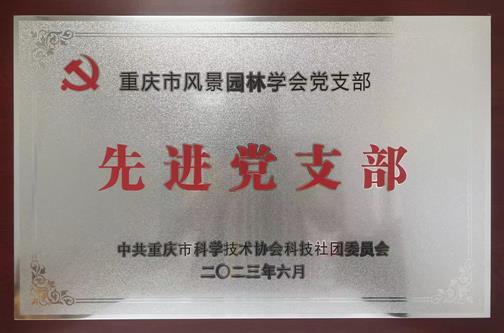 重庆市风景园林学会党支部
先进党支部
中共重庆市科学技术协会科技社团委员会
二〇二三年六月